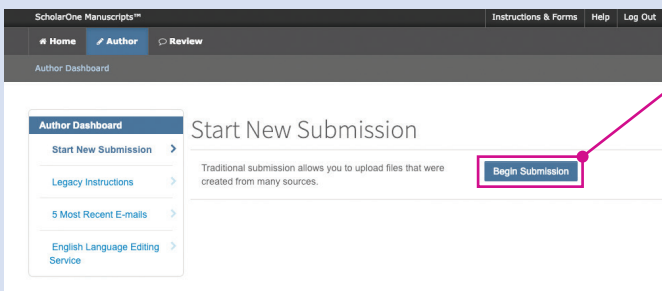 ScholarOne Manuscripts™
Instructions & Forms Help Log Out
Home Author Review
Author Dashboard
Author Dashboard
Start New Submission
Legacy Instructions
5 Most Recent E-mails
English Language Editing
Service
Start New Submission
Traditional submission allows you to upload files that were
created from many sources.
Begin Submission